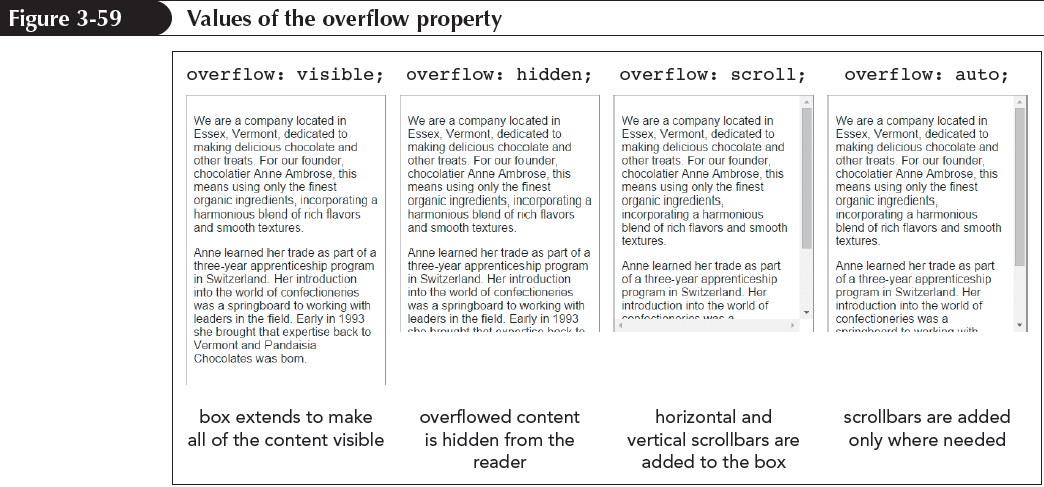 Figure 3-59 Values of the overflow property
overflow: visible;
We are a company located in
Essex, Vermont, dedicated to
making delicious chocolate and
other treats. For our founder,
chocolatier Anne Ambrose, this
means using only the finest
organic ingredients, incorporating a
harmonious blend of rich flavors
and smooth textures.
Anne learned her trade as part of a
three-year apprenticeship program
in Switzerland. Her introduction
into the world of confectioneries
was a springboard to working with
leaders in the field. Early in 1993
she brought that expertise back to
Vermont and Pandaisia
Chocolates was born.
box extends to make
all of the content visible
overflow: hidden;
We are a company located in
Essex, Vermont, dedicated to
making delicious chocolate and
other treats. For our founder,
chocolatier Anne Ambrose, this
means using only the finest
organic ingredients, incorporating a
harmonious blend of rich flavors
and smooth textures.
Anne learned her trade as part of a
three-year apprenticeship program
in Switzerland. Her introduction
into the world of confectioneries
was a springboard to working with
leaders in the field. Early in 1993
she brought that expertise back to
overflowed content
is hidden from the
reader
overflow: scroll;
We are a company located in
Essex, Vermont, dedicated to
making delicious chocolate and
other treats. For our founder,
chocolatier Anne Ambrose, this
means using only the finest
organic ingredients,
incorporating a harmonious
blend of rich flavors and smooth
textures.
Anne learned her trade as part
of a three-year apprenticeship
program in Switzerland. Her
introduction into the world of
confectioneries was a
horizontal and
vertical scrollbars are
added to the box
overflow: auto;
We are a company located in
Essex, Vermont, dedicated to
making delicious chocolate and
other treats. For our founder,
chocolatier Anne Ambrose, this
means using only the finest
organic ingredients,
incorporating a harmonious
blend of rich flavors and smooth
textures.
Anne learned her trade as part
of a three-year apprenticeship
program in Switzerland. Her
introduction into the world of
confectioneries was a
springboard to working with
scrollbars are added
only where needed